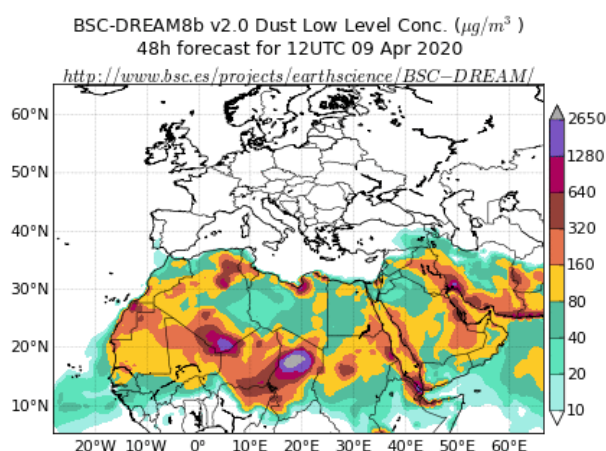 BSC-DREAM8b v2.0 Dust Low Level Conc. (μg/m³ )
48h forecast for 12UTC 09 Apr 2020
http://www.bsc.es/projects/earthscience/BSC−DREAM/
60°N
50°N
40°N
30°N
20°N
10°N
20°W
10°W
0°
10°E
20°E
30°E
40°E
50°E
60°E
2650
1280
640
320
160
80
40
20
10